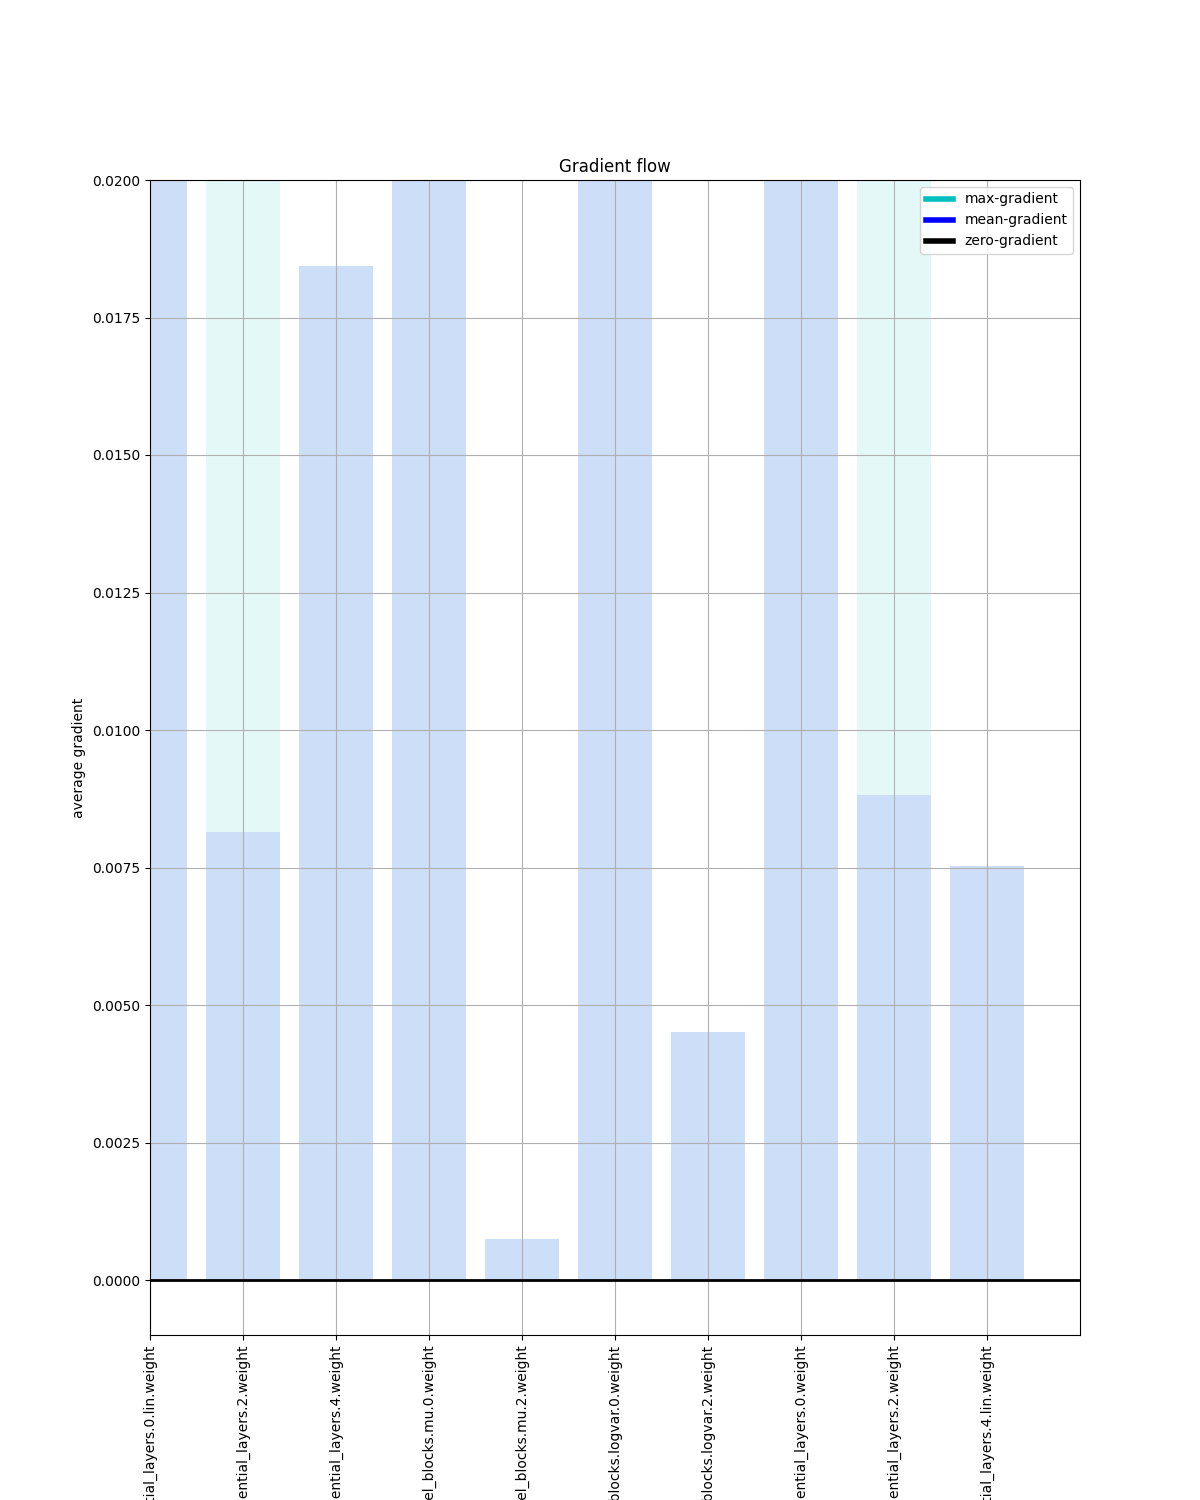 Gradient flow
max-gradient
mean-gradient
zero-gradient
average gradient
0.0200
0.0175
0.0150
0.0125
0.0100
0.0075
0.0050
0.0025
0.0000
tial_layers.0.lin.weight
ential_layers.2.weight
ential_layers.4.weight
el_blocks.mu.0.weight
el_blocks.mu.2.weight
blocks.logvar.0.weight
blocks.logvar.2.weight
ential_layers.0.weight
ential_layers.2.weight
tial_layers.4.lin.weight